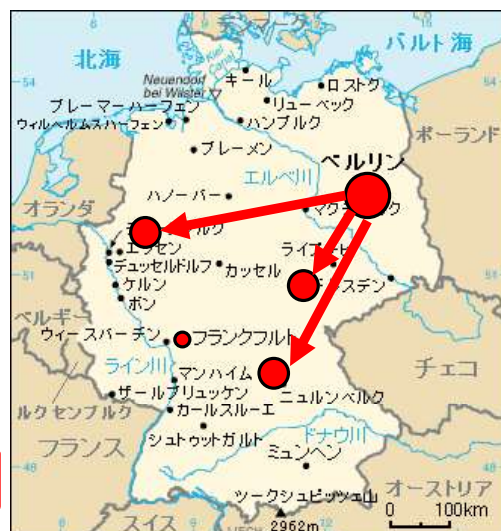 デンマーク
北海
バルト海
Kiel
Canal
54
54
Neuendorf
bei Wilster
キール
ロストク
リューベック
ブレーマーハーフェン
ウィルヘルムスハーフェン
ハンブルク
ポーランド
ブレーメン
ベルリン
エルベ川
ハノーバー
オランダ
エッセン
51
51
デュッセルドルフ
カッセル
ケルン
ボン
ベルギー
ウィースバーデン
フランクフルト
チェコ
ライン川
マンハイム
ザールブリュッケン
ニュルンベルク
ルクセンブルク
カールスルーエ
ドナウ川
フランス
シュトゥットガルト
ミュンヘン
48
48
オーストリア
ツークシュピッツェ山
0 100km
スイス
LIECH.
2962m
12